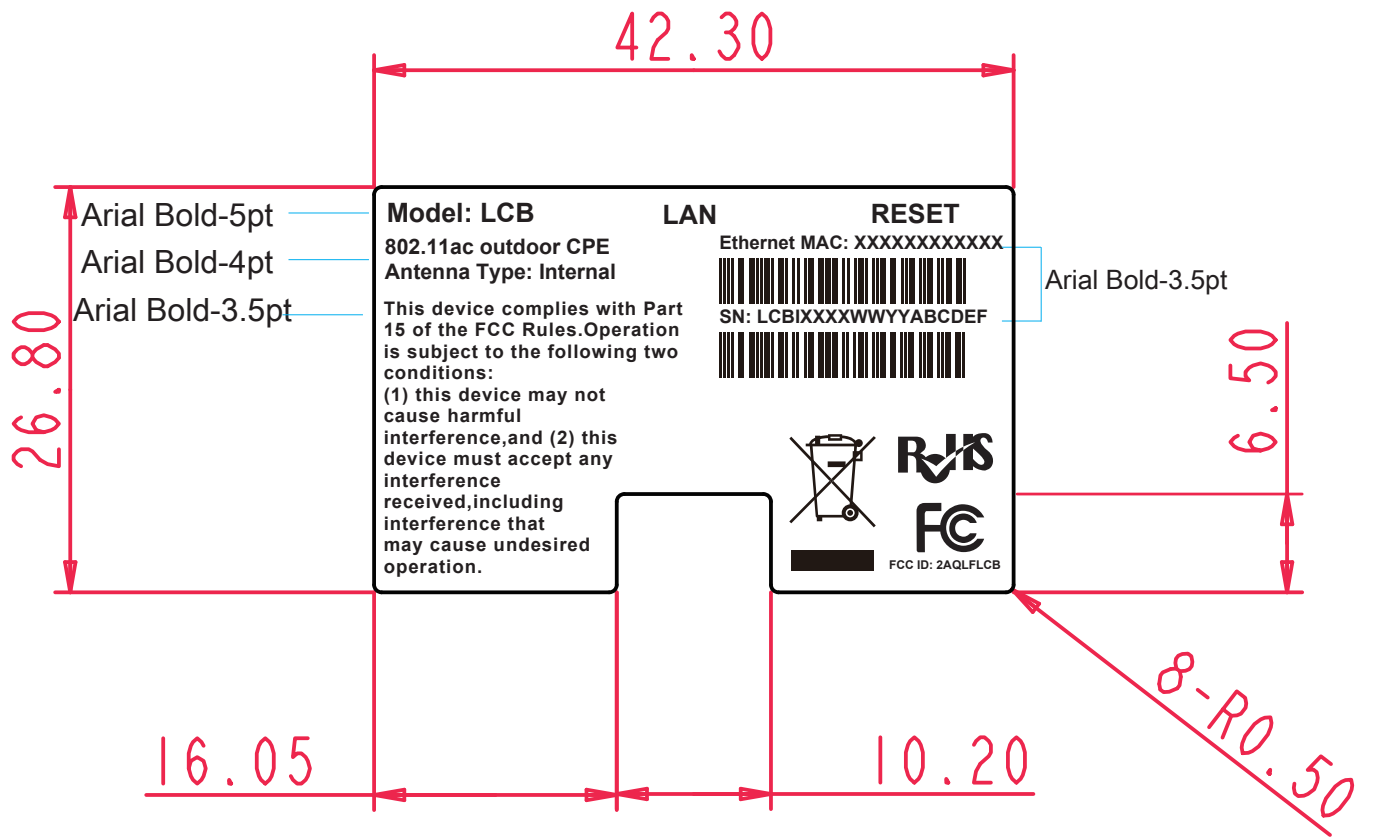 42.30
Arial Bold-5pt
Model: LCB
LAN
RESET
Arial Bold-4pt
802.11ac outdoor CPE
Antenna Type: Internal
Ethernet MAC: XXXXXXXXXXXX
Arial Bold-3.5pt
SN: LCBIXXXXWWYYABCDEF
Arial Bold-3.5pt
This device complies with Part
15 of the FCC Rules.Operation
is subject to the following two
conditions:
(1) this device may not
cause harmful
interference,and (2) this
device must accept any
interference
received,including
interference that
may cause undesired
operation.
26.80
6.50
RoHS
FC
FCC ID: 2AQLFLCB
8-R0.50
16.05
10.20